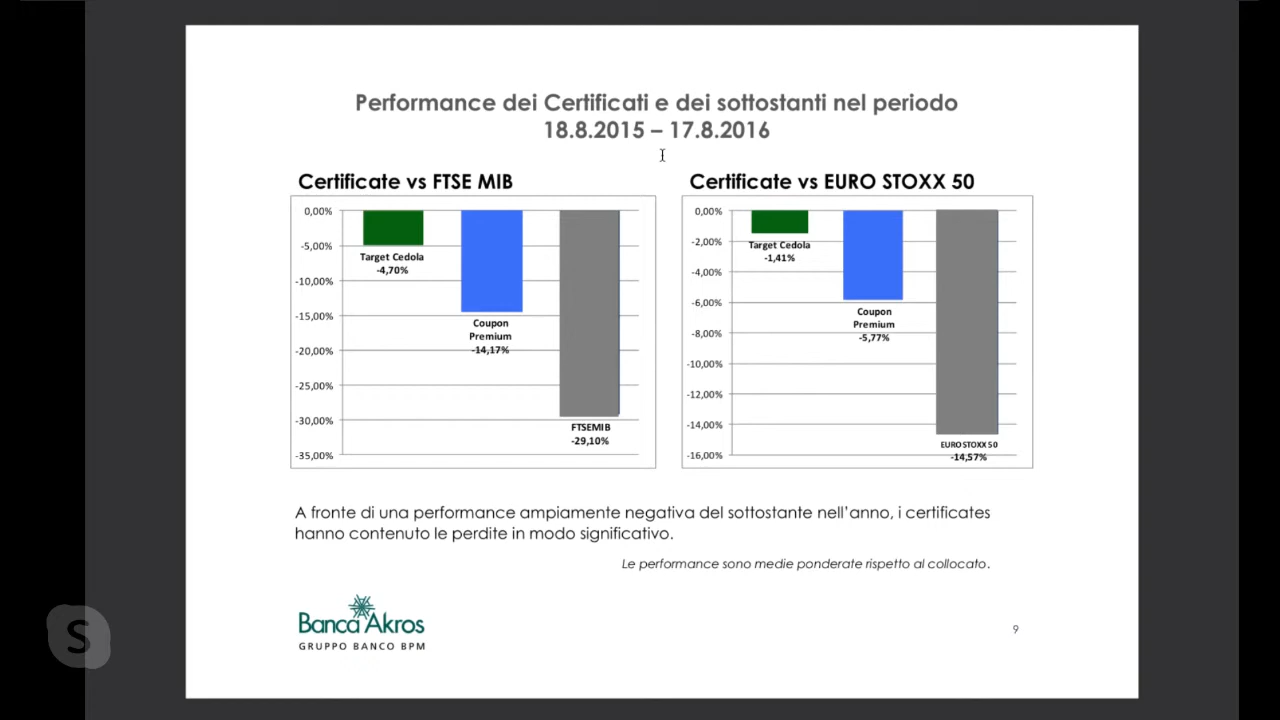 Performance dei Certificati e dei sottostanti nel periodo
18.8.2015 – 17.8.2016
Certificate vs FTSE MIB
0,00%
-5,00%
-10,00%
-15,00%
-20,00%
-25,00%
-30,00%
-35,00%
Target Cedola
-4,70%
Coupon
Premium
-14,17%
FTSEMIB
-29,10%
Certificate vs EURO STOXX 50
0,00%
-2,00%
-4,00%
-6,00%
-8,00%
-10,00%
-12,00%
-14,00%
-16,00%
Target Cedola
-1,41%
Coupon
Premium
-5,77%
EUROSTOXX 50
-14,57%
A fronte di una performance ampiamente negativa del sottostante nell'anno, i certificates
hanno contenuto le perdite in modo significativo.
Le performance sono medie ponderate rispetto al collocato.
Banca Akros
GRUPPO BANCO BPM
9
S